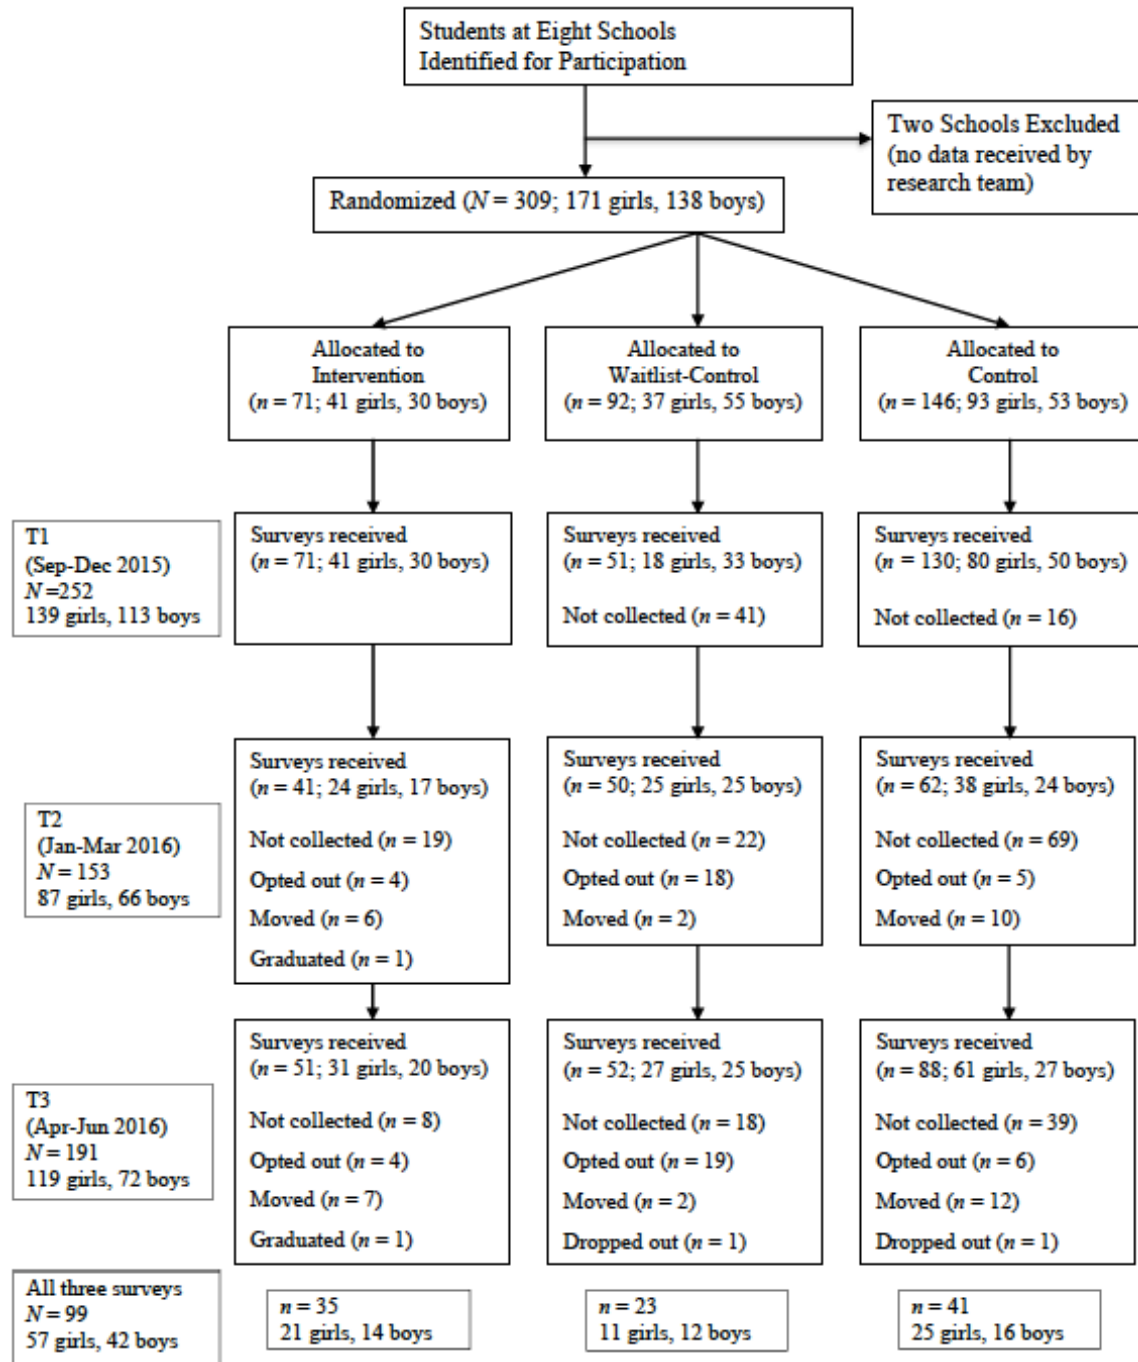 Students at Eight Schools
Identified for Participation
Two Schools Excluded
(no data received by
research team)
Randomized (N = 309; 171 girls, 138 boys)
Allocated to
Intervention
(n = 71; 41 girls, 30 boys)
Allocated to
Waitlist-Control
(n = 92; 37 girls, 55 boys)
Allocated to
Control
(n = 146; 93 girls, 53 boys)
T1
(Sep-Dec 2015)
N =252
139 girls, 113 boys
Surveys received
(n = 71; 41 girls, 30 boys)
Surveys received
(n = 51; 18 girls, 33 boys)
Not collected (n = 41)
Surveys received
(n = 130; 80 girls, 50 boys)
Not collected (n = 16)
T2
(Jan-Mar 2016)
N = 153
87 girls, 66 boys
Surveys received
(n = 41; 24 girls, 17 boys)
Not collected (n = 19)
Opted out (n = 4)
Moved (n = 6)
Graduated (n = 1)
Surveys received
(n = 50; 25 girls, 25 boys)
Not collected (n = 22)
Opted out (n = 18)
Moved (n = 2)
Surveys received
(n = 62; 38 girls, 24 boys)
Not collected (n = 69)
Opted out (n = 5)
Moved (n = 10)
T3
(Apr-Jun 2016)
N = 191
119 girls, 72 boys
Surveys received
(n = 51; 31 girls, 20 boys)
Not collected (n = 8)
Opted out (n = 4)
Moved (n = 7)
Graduated (n = 1)
Surveys received
(n = 52; 27 girls, 25 boys)
Not collected (n = 18)
Opted out (n = 19)
Moved (n = 2)
Dropped out (n = 1)
Surveys received
(n = 88; 61 girls, 27 boys)
Not collected (n = 39)
Opted out (n = 6)
Moved (n = 12)
Dropped out (n = 1)
All three surveys
N = 99
57 girls, 42 boys
n = 35
21 girls, 14 boys
n = 23
11 girls, 12 boys
n = 41
25 girls, 16 boys